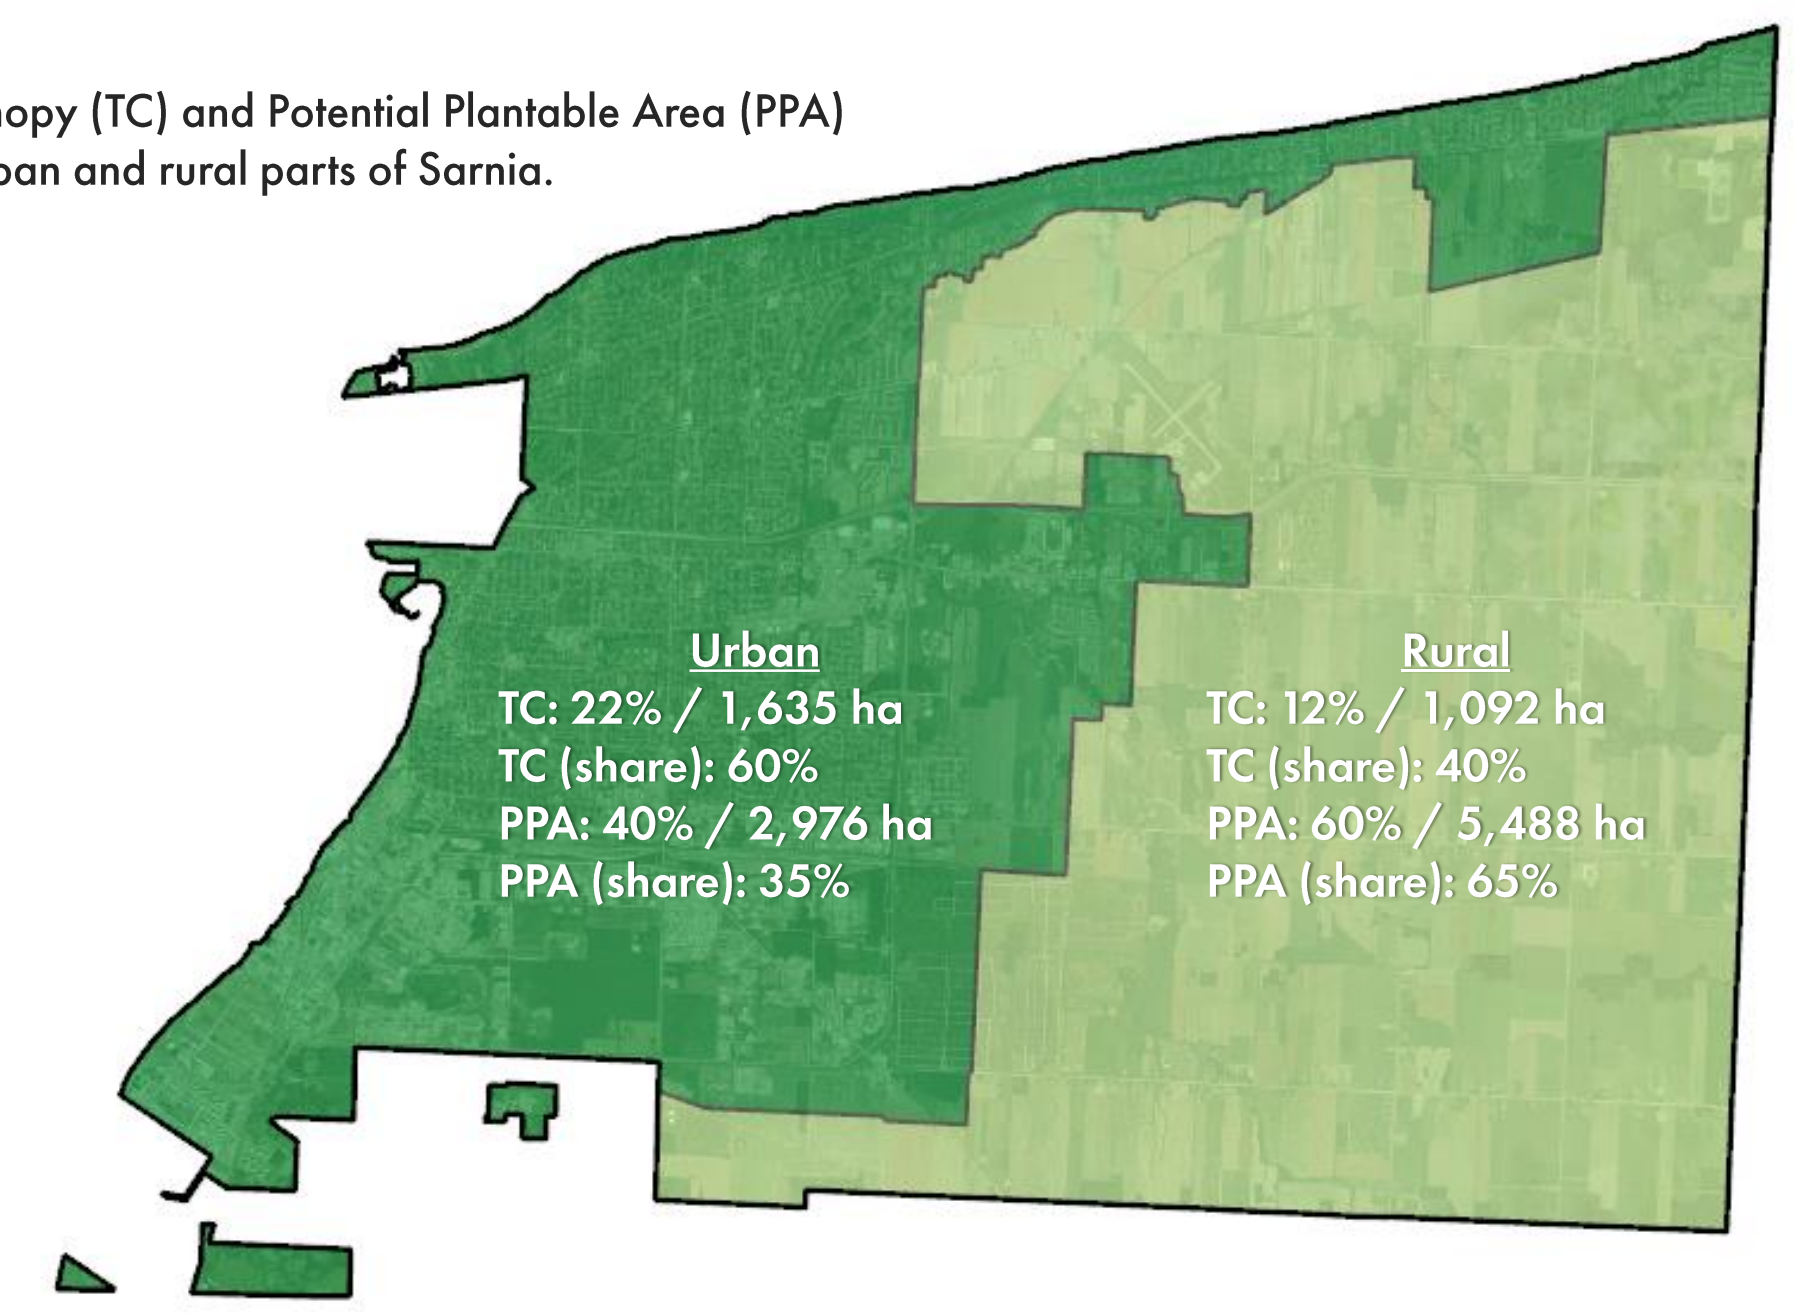 nopy (TC) and Potential Plantable Area (PPA)
ban and rural parts of Sarnia.
Urban
TC: 22% / 1,635 ha
TC (share): 60%
PPA: 40% / 2,976 ha
PPA (share): 35%
Rural
TC: 12% / 1,092 ha
TC (share): 40%
PPA: 60% / 5,488 ha
PPA (share): 65%